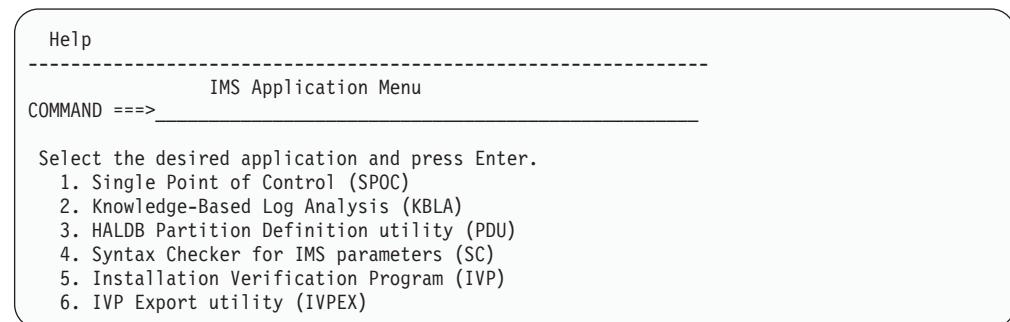 Help
----------------------------------------------------------------
IMS Application Menu
COMMAND ===>___________________________________________________
Select the desired application and press Enter.
1. Single Point of Control (SPOC)
2. Knowledge-Based Log Analysis (KBLA)
3. HALDB Partition Definition utility (PDU)
4. Syntax Checker for IMS parameters (SC)
5. Installation Verification Program (IVP)
6. IVP Export utility (IVPEX)